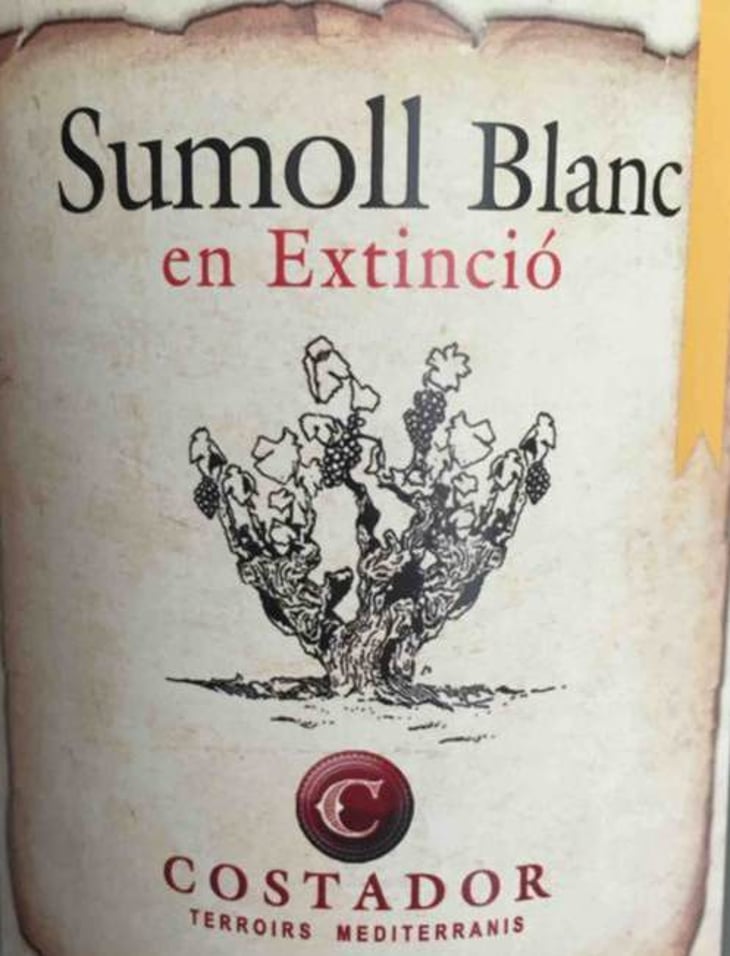 Sumoll Blanc
en Extinció
C
COSTADOR
TERROIRS MEDITERRANIS